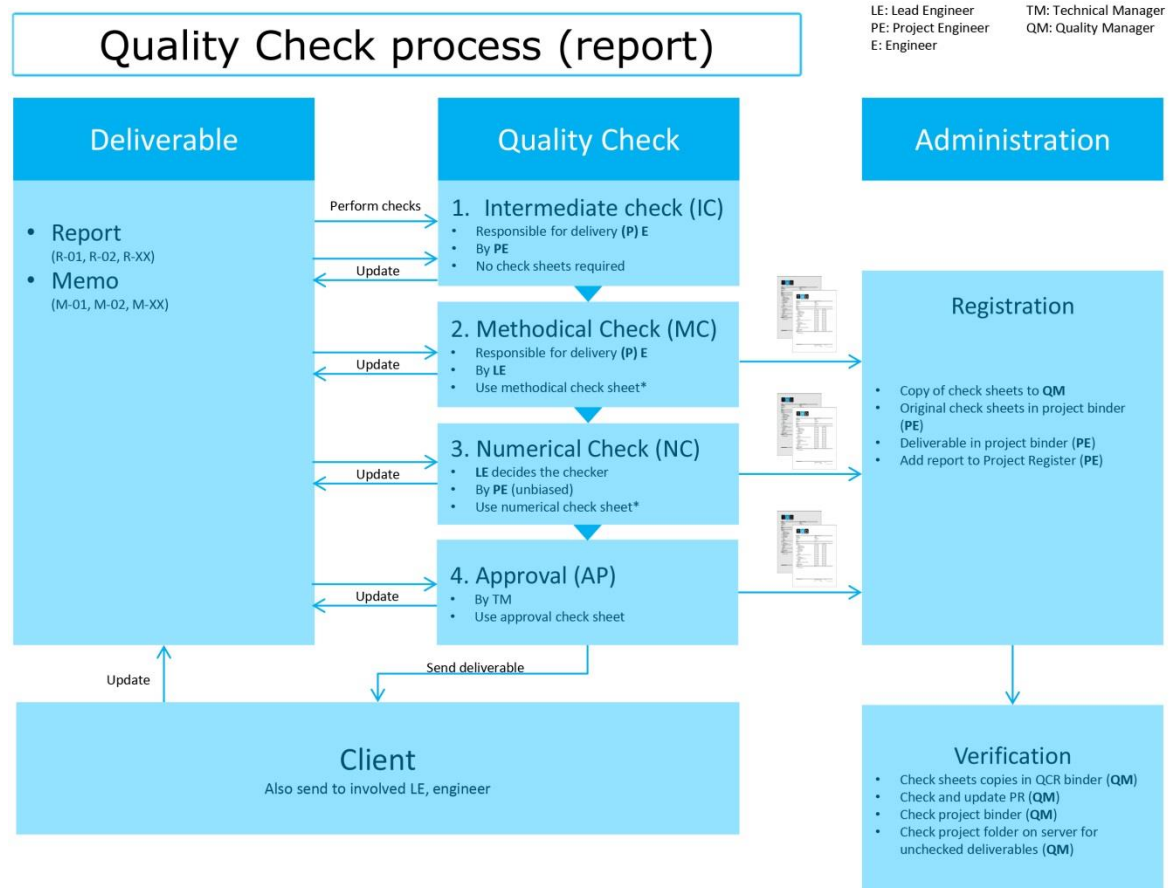 Quality Check process (report)
LE: Lead Engineer
PE: Project Engineer
E: Engineer
TM: Technical Manager
QM: Quality Manager
Deliverable
• Report
(R-01, R-02, R-XX)
• Memo
(M-01, M-02, M-XX)
Perform checks
Update
Update
Update
Update
Quality Check
1. Intermediate check (IC)
• Responsible for delivery (P) E
• By PE
• No check sheets required
2. Methodical Check (MC)
• Responsible for delivery (P) E
• By LE
• Use methodical check sheet*
3. Numerical Check (NC)
• LE decides the checker
• By PE (unbiased)
• Use numerical check sheet*
4. Approval (AP)
• By TM
• Use approval check sheet
Administration
Registration
• Copy of check sheets to QM
• Original check sheets in project binder
(PE)
• Deliverable in project binder (PE)
• Add report to Project Register (PE)
Update
Send deliverable
Client
Also send to involved LE, engineer
Verification
• Check sheets copies in QCR binder (QM)
• Check and update PR (QM)
• Check project binder (QM)
• Check project folder on server for
unchecked deliverables (QM)